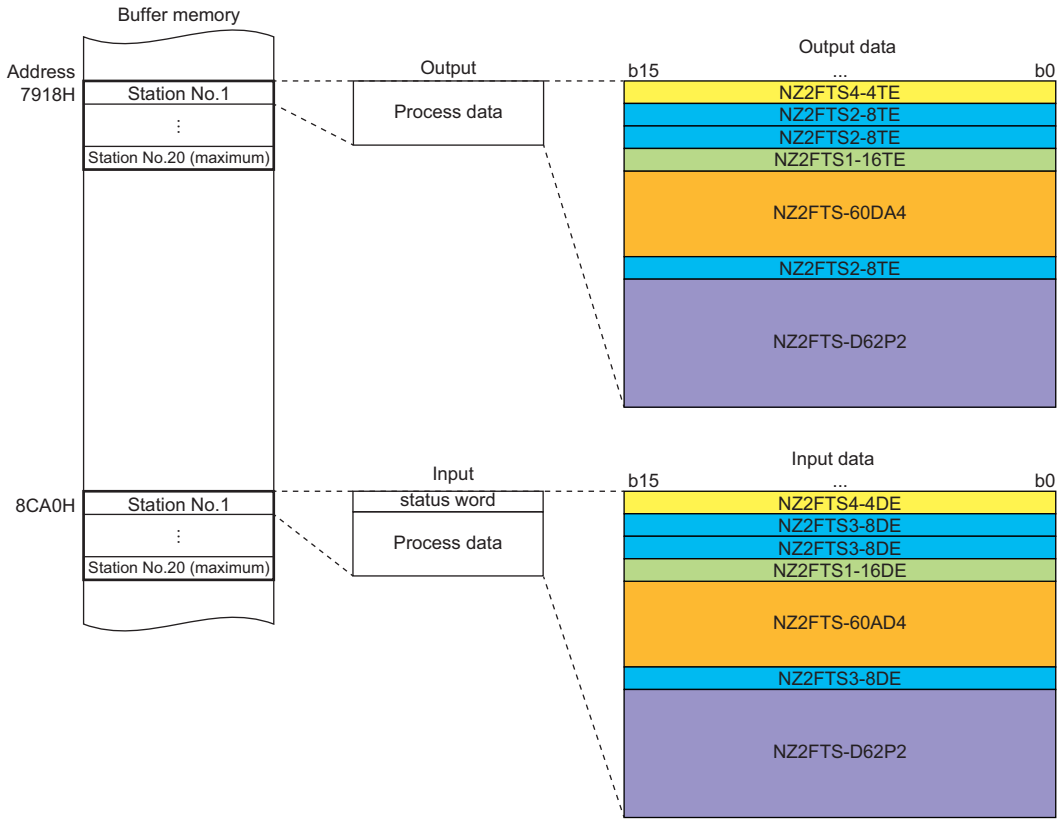 Buffer memory
Address
7918H
Station No.1
⋮
Station No.20 (maximum)
Output
Process data
Output data
b15 ... b0
NZ2FTS4-4TE
NZ2FTS2-8TE
NZ2FTS2-8TE
NZ2FTS1-16TE
NZ2FTS-60DA4
NZ2FTS2-8TE
NZ2FTS-D62P2
8CA0H
Station No.1
⋮
Station No.20 (maximum)
Input
status word
Process data
Input data
b15 ... b0
NZ2FTS4-4DE
NZ2FTS3-8DE
NZ2FTS3-8DE
NZ2FTS1-16DE
NZ2FTS-60AD4
NZ2FTS3-8DE
NZ2FTS-D62P2